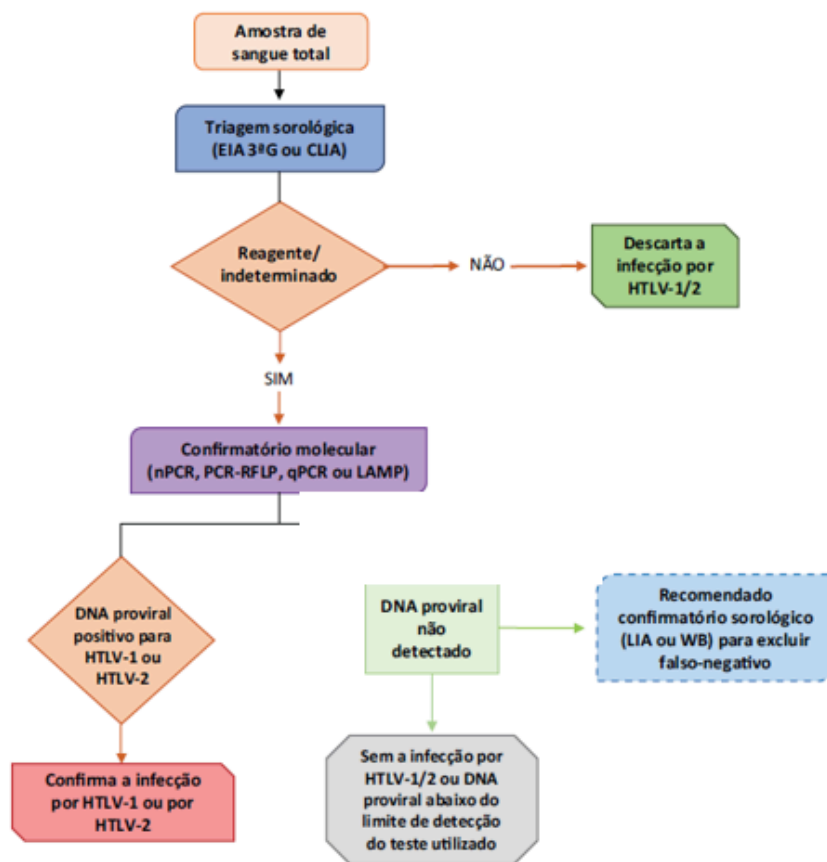 Amostra de
sangue total
Triagem sorológica
(EIA 3ªG ou CLIA)
Reagente/
indeterminado
NÃO
Descarta a
infecção por
HTLV-1/2
SIM
Confirmatório molecular
(nPCR, PCR-RFLP, qPCR ou LAMP)
DNA proviral
positivo para
HTLV-1 ou
HTLV-2
DNA proviral
não
detectado
Recomendado
confirmatório sorológico
(LIA ou WB) para excluir
falso-negativo
Confirma a infecção
por HTLV-1 ou por
HTLV-2
Sem a infecção por
HTLV-1/2 ou DNA
proviral abaixo do
limite de detecção
do teste utilizado